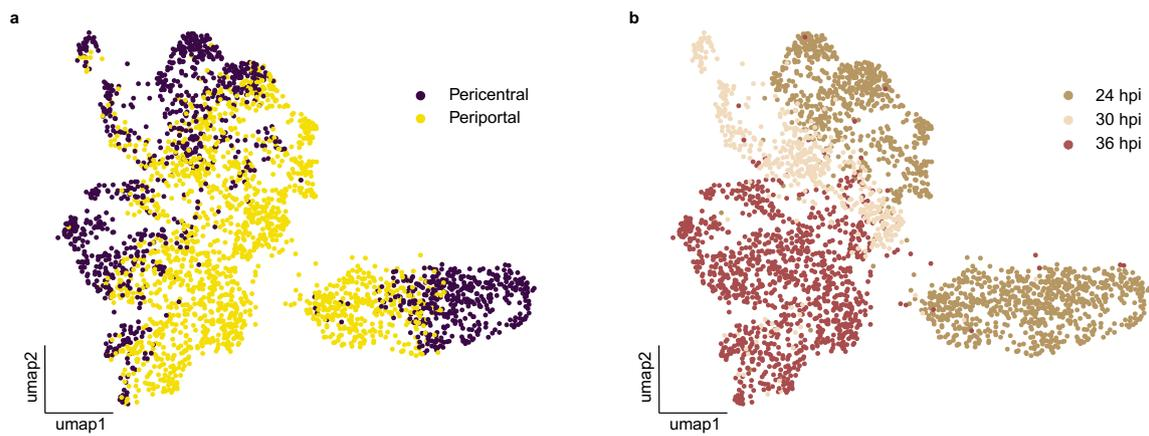 a
Pericentral
Periportal
umap2
umap1
b
24 hpi
30 hpi
36 hpi
umap2
umap1